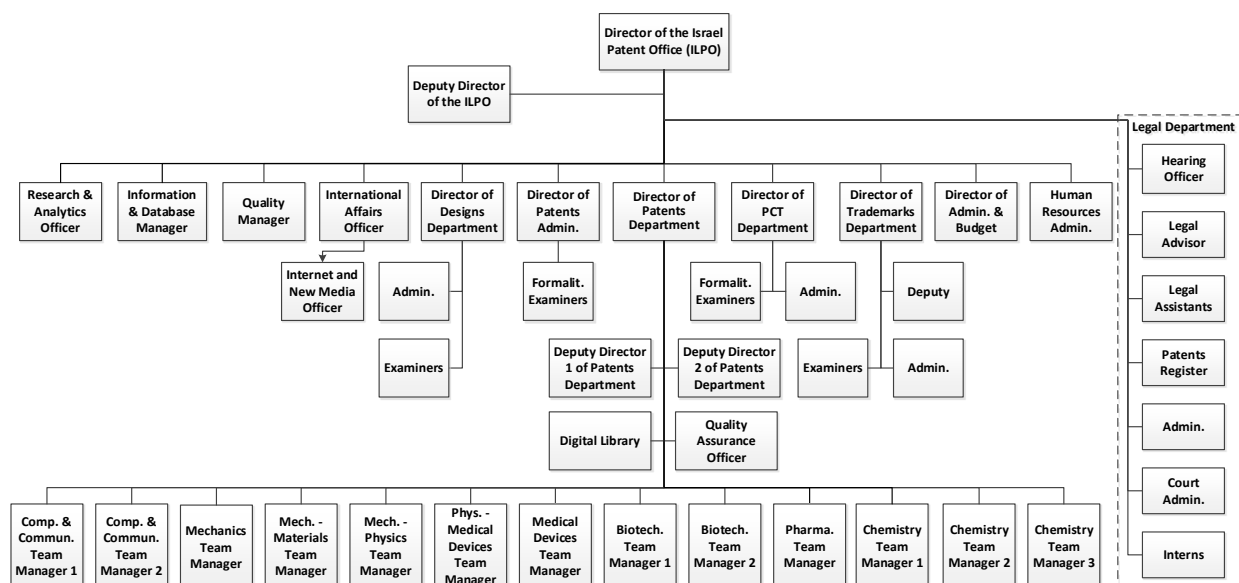 Director of the Israel
Patent Office (ILPO)
Deputy Director
of the ILPO
Legal Department
Hearing
Officer
Legal
Advisor
Legal
Assistants
Patents
Register
Admin.
Court
Admin.
Interns
Research &
Analytics
Officer
Information
& Database
Manager
Quality
Manager
International
Affairs
Officer
Director of
Designs
Department
Director of
Patents
Admin.
Director of
Patents
Department
Director of
PCT
Department
Director of
Trademarks
Department
Director of
Admin. &
Budget
Human
Resources
Admin.
Internet and
New Media
Officer
Admin.
Formalit.
Examiners
Formalit.
Examiners
Admin.
Deputy
Examiners
Deputy Director
1 of Patents
Department
Deputy Director
2 of Patents
Department
Examiners
Admin.
Digital Library
Quality
Assurance
Officer
Comp. &
Commun.
Team
Manager 1
Comp. &
Commun.
Team
Manager 2
Mechanics
Team
Manager
Mech. -
Materials
Team
Manager
Mech. -
Physics
Team
Manager
Phys. -
Medical
Devices
Team
Manager
Medical
Devices
Team
Manager
Biotech.
Team
Manager 1
Biotech.
Team
Manager 2
Pharma.
Team
Manager
Chemistry
Team
Manager 1
Chemistry
Team
Manager 2
Chemistry
Team
Manager 3